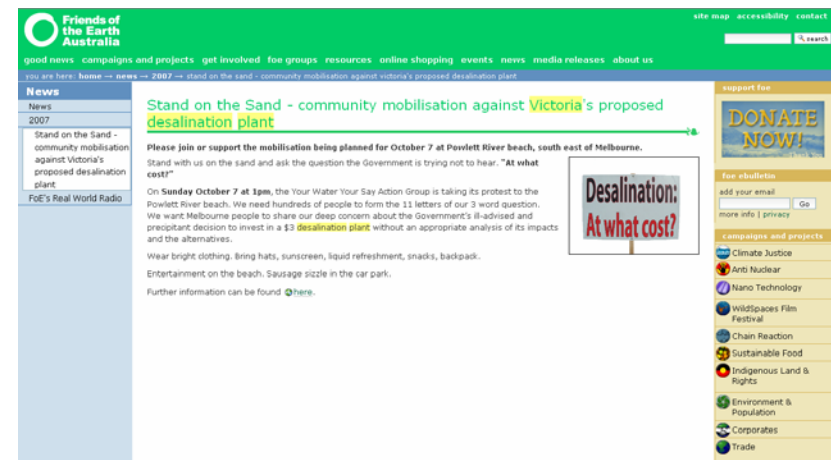 Friends of
the Earth
Australia
site map accessibility contact
search
good news campaigns and projects get involved foe groups resources online shopping events news media releases about us
you are here: home → news → 2007 → stand on the sand - community mobilisation against victoria's proposed desalination plant
News
News
2007
Stand on the Sand -
community mobilisation
against Victoria's
proposed desalination
plant
FoE's Real World Radio
Stand on the Sand - community mobilisation against Victoria's proposed
desalination plant
Please join or support the mobilisation being planned for October 7 at Powlett River beach, south east of Melbourne.
Stand with us on the sand and ask the question the Government is trying not to hear. "At what
cost?"
On Sunday October 7 at 1pm, the Your Water Your Say Action Group is taking its protest to the
Powlett River beach. We need hundreds of people to form the 11 letters of our 3 word question.
We want Melbourne people to share our deep concern about the Government's ill-advised and
precipitant decision to invest in a $3 desalination plant without an appropriate analysis of its impacts
and the alternatives.
Wear bright clothing. Bring hats, sunscreen, liquid refreshment, snacks, backpack.
Entertainment on the beach. Sausage sizzle in the car park.
Further information can be found here.
Desalination:
At what cost?
support foe
DONATE
NOW!
foe ebulletin
add your email
Go
more info | privacy
campaigns and projects
Climate Justice
Anti Nuclear
Nano Technology
WildSpaces Film
Festival
Chain Reaction
Sustainable Food
Indigenous Land &
Rights
Environment &
Population
Corporates
Trade